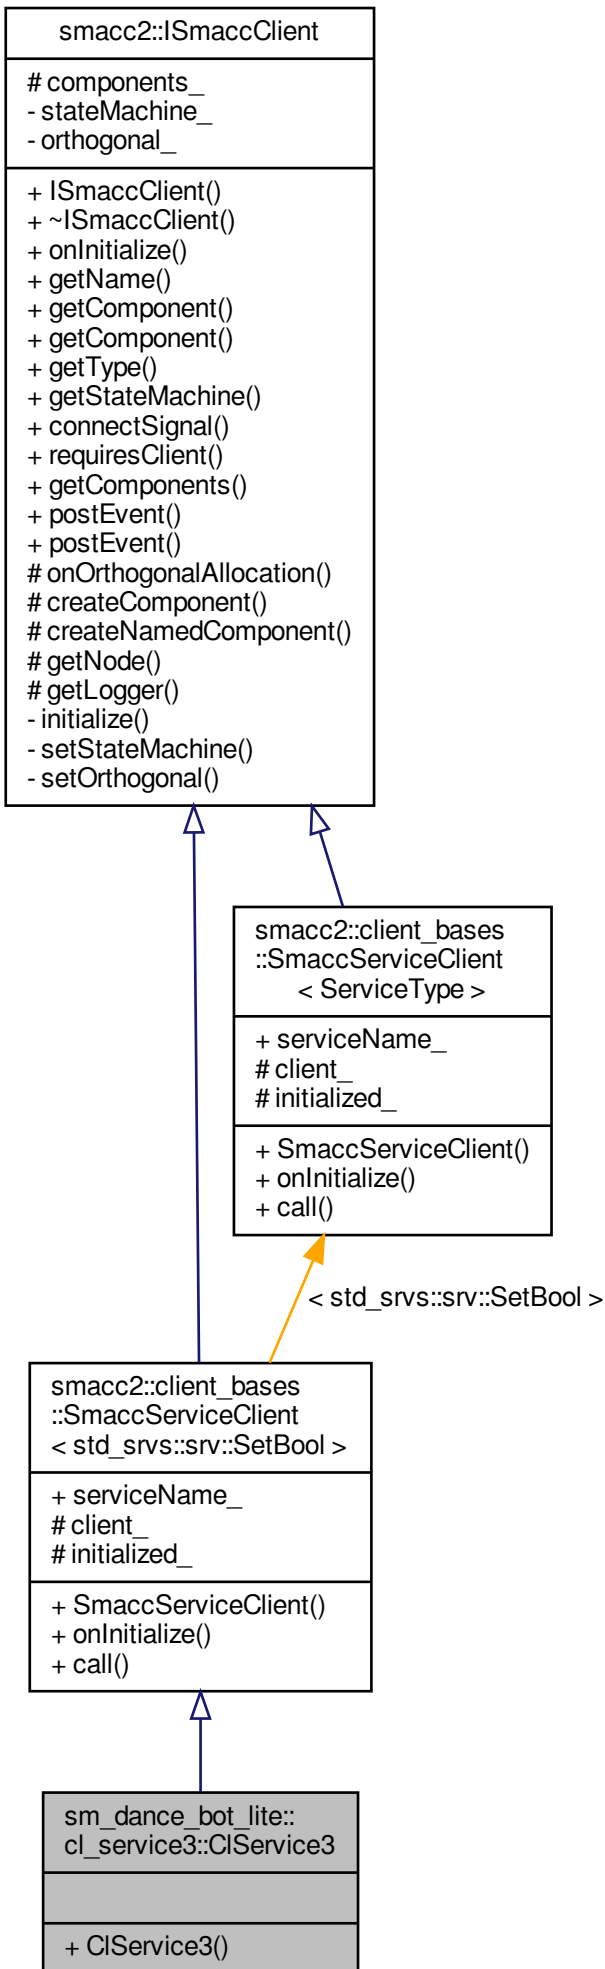 smacc2::ISmaccClient
# components_
- stateMachine_
- orthogonal_
+ ISmaccClient()
+ ~ISmaccClient()
+ onInitialize()
+ getName()
+ getComponent()
+ getComponent()
+ getType()
+ getStateMachine()
+ connectSignal()
+ requiresClient()
+ getComponents()
+ postEvent()
+ postEvent()
# onOrthogonalAllocation()
# createComponent()
# createNamedComponent()
# getNode()
# getLogger()
- initialize()
- setStateMachine()
- setOrthogonal()
smacc2::client_bases
::SmaccServiceClient
< ServiceType >
+ serviceName_
# client_
# initialized_
+ SmaccServiceClient()
+ onInitialize()
+ call()
< std_srvs::srv::SetBool >
smacc2::client_bases
::SmaccServiceClient
< std_srvs::srv::SetBool >
+ serviceName_
# client_
# initialized_
+ SmaccServiceClient()
+ onInitialize()
+ call()
sm_dance_bot_lite::
cl_service3::ClService3
+ ClService3()